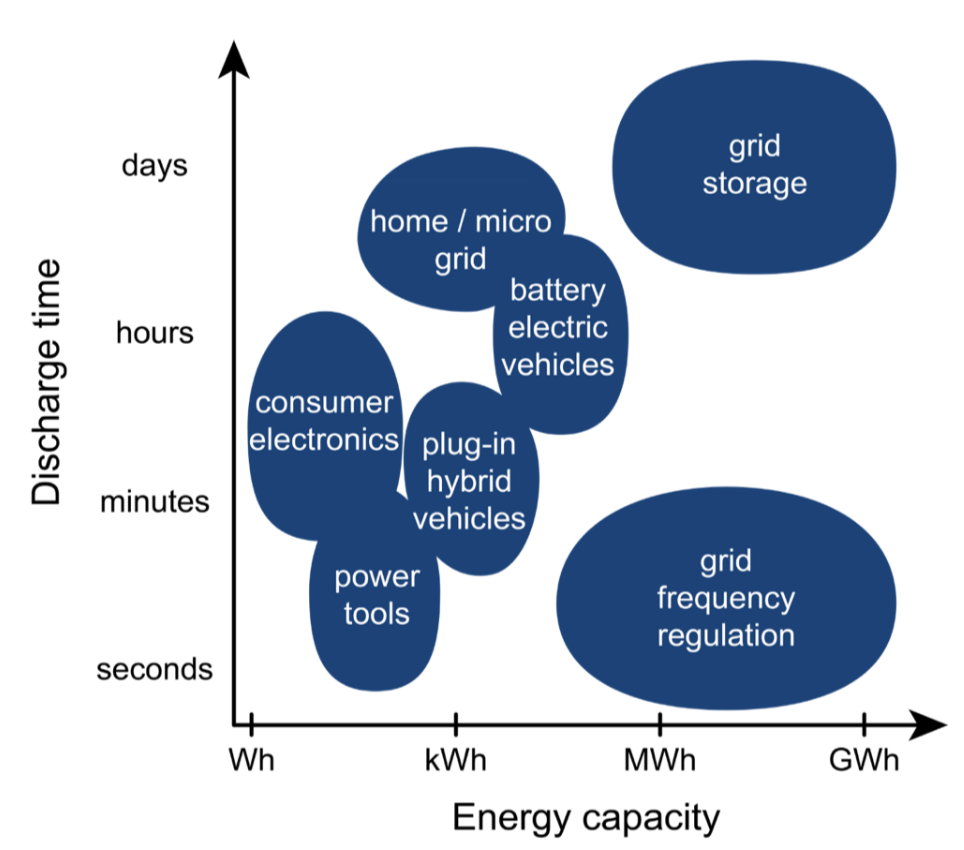 grid
storage
days
home / micro
grid
battery
electric
vehicles
hours
consumer
electronics
plug-in
hybrid
vehicles
minutes
grid
frequency
regulation
power
tools
seconds
Discharge time
Wh
kWh
MWh
GWh
Energy capacity